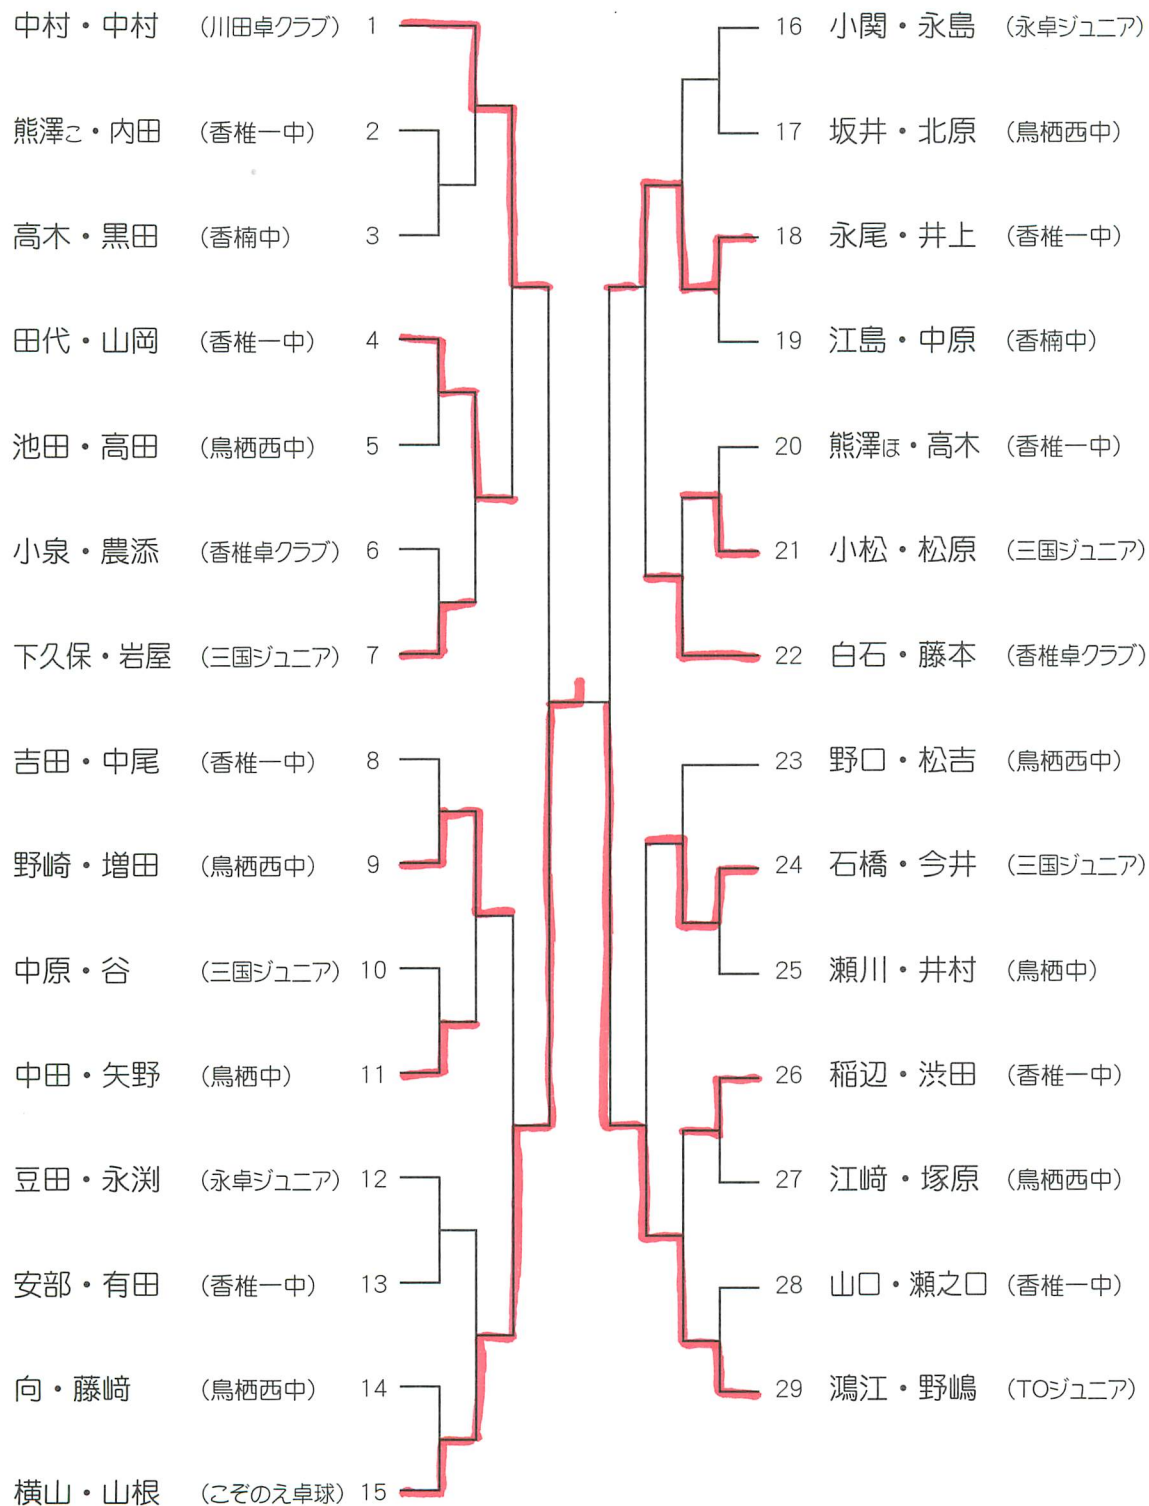 中村・中村 (川田卓クラブ) 1
熊澤こ・内田 (香椎一中) 2
高木・黒田 (香楠中) 3
田代・山岡 (香椎一中) 4
池田・高田 (鳥栖西中) 5
小泉・農添 (香椎卓クラブ) 6
下久保・岩屋 (三国ジュニア) 7
吉田・中尾 (香椎一中) 8
野崎・増田 (鳥栖西中) 9
中原・谷 (三国ジュニア) 10
中田・矢野 (鳥栖中) 11
豆田・永渕 (永卓ジュニア) 12
安部・有田 (香椎一中) 13
向・藤﨑 (鳥栖西中) 14
横山・山根 (こぞのえ卓球) 15
16 小関・永島 (永卓ジュニア)
17 坂井・北原 (鳥栖西中)
18 永尾・井上 (香椎一中)
19 江島・中原 (香楠中)
20 熊澤ほ・高木 (香椎一中)
21 小松・松原 (三国ジュニア)
22 白石・藤本 (香椎卓クラブ)
23 野口・松吉 (鳥栖西中)
24 石橋・今井 (三国ジュニア)
25 瀬川・井村 (鳥栖中)
26 稲辺・渋田 (香椎一中)
27 江﨑・塚原 (鳥栖西中)
28 山口・瀬之口 (香椎一中)
29 鴻江・野嶋 (TOジュニア)